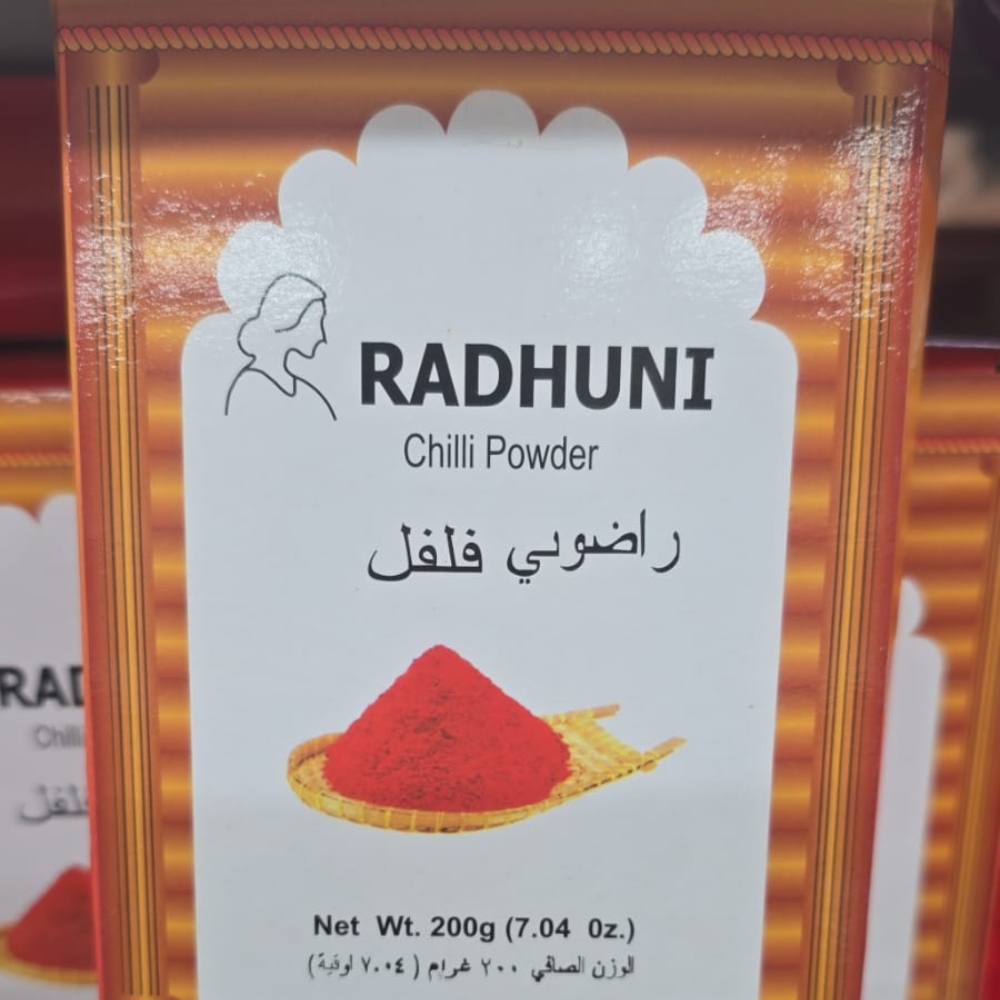 RADHUNI
Chilli Powder
راضوني فلفل
Net Wt. 200g (7.04 0z.)
الوزن الصافي ٢٠٠ غرام ( ٧.٠٤ اوقية)
RAD
Chilli
فلفل